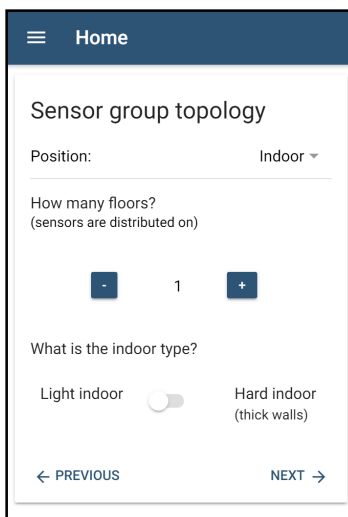 Home
Sensor group topology
Position: Indoor
How many floors?
(sensors are distributed on)
- 1 +
What is the indoor type?
Light indoor Hard indoor
(thick walls)
← PREVIOUS NEXT →